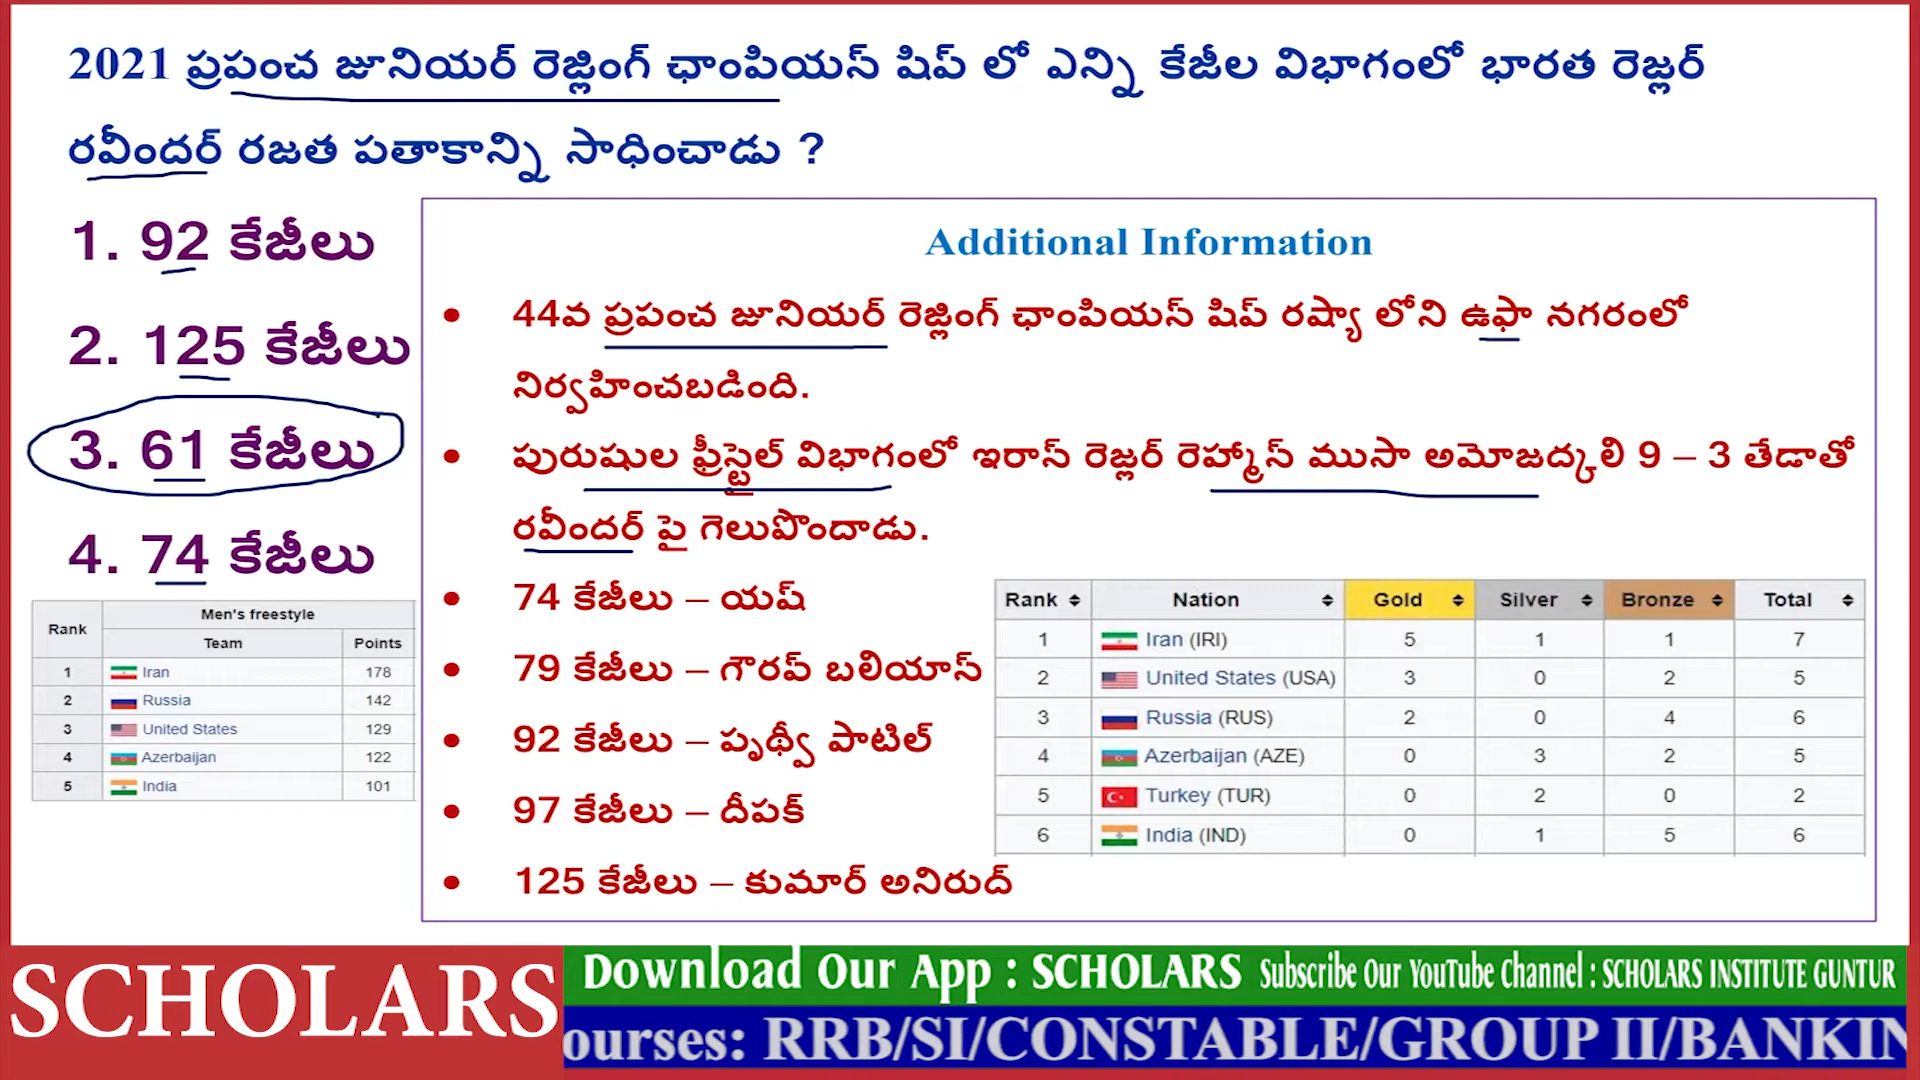 2021 ప్రపంచ జూనియర్ రెజ్లింగ్ ఛాంపియన్ షిప్ లో ఎన్ని కేజీల విభాగంలో భారత రెజ్లర్
రవీందర్ రజత పతాకాన్ని సాధించాడు ?
1. 92 కేజీలు
2. 125 కేజీలు
3. 61 కేజీలు
4. 74 కేజీలు
Rank Men's freestyle
Team Points
1 Iran 178
2 Russia 142
3 United States 129
4 Azerbaijan 122
5 India 101
Additional Information
• 44వ ప్రపంచ జూనియర్ రెజ్లింగ్ ఛాంపియన్ షిప్ రష్యా లోని ఉఫా నగరంలో
నిర్వహించబడింది.
• పురుషుల ఫ్రీస్టైల్ విభాగంలో ఇరాన్ రెజ్లర్ రెహ్మాన్ ముసా అమోజద్కలి 9 – 3 తేడాతో
రవీందర్ పై గెలుపొందాడు.
• 74 కేజీలు – యష్
• 79 కేజీలు – గౌరవ్ బలియాన్
• 92 కేజీలు – పృథ్వీ పాటిల్
• 97 కేజీలు – దీపక్
• 125 కేజీలు – కుమార్ అనిరుద్
Rank Nation Gold Silver Bronze Total
1 Iran (IRI) 5 1 1 7
2 United States (USA) 3 0 2 5
3 Russia (RUS) 2 0 4 6
4 Azerbaijan (AZE) 0 3 2 5
5 Turkey (TUR) 0 2 0 2
6 India (IND) 0 1 5 6
SCHOLARS
Download Our App : SCHOLARS Subscribe Our YouTube Channel : SCHOLARS INSTITUTE GUNTUR
ourses: RRB/SI/CONSTABLE/GROUP II/BANKIN